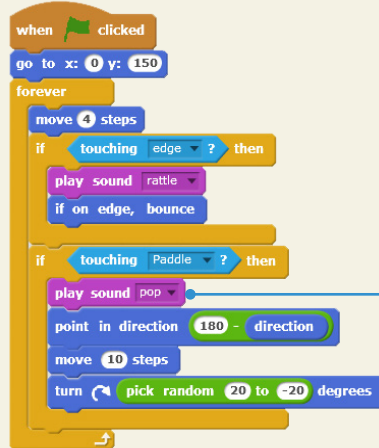 when clicked
go to x: 0 y: 150
forever
move 4 steps
if touching edge ? then
play sound rattle
if on edge, bounce
if touching Paddle ? then
play sound pop
point in direction 180 - direction
move 10 steps
turn pick random 20 to -20 degrees